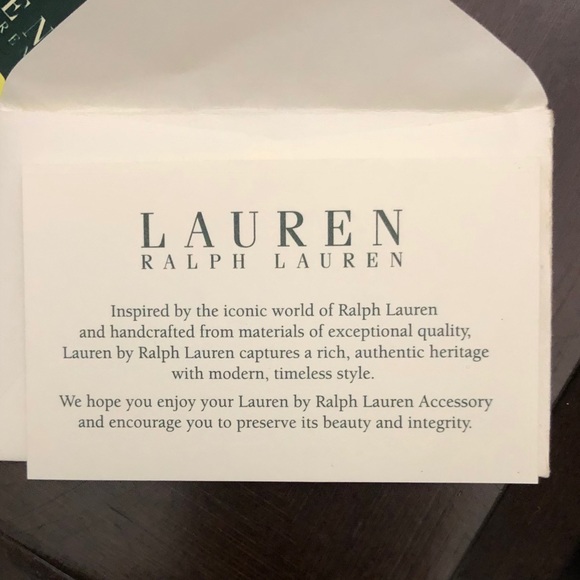 LAUREN
RALPH LAUREN
Inspired by the iconic world of Ralph Lauren
and handcrafted from materials of exceptional quality,
Lauren by Ralph Lauren captures a rich, authentic heritage
with modern, timeless style.
We hope you enjoy your Lauren by Ralph Lauren Accessory
and encourage you to preserve its beauty and integrity.